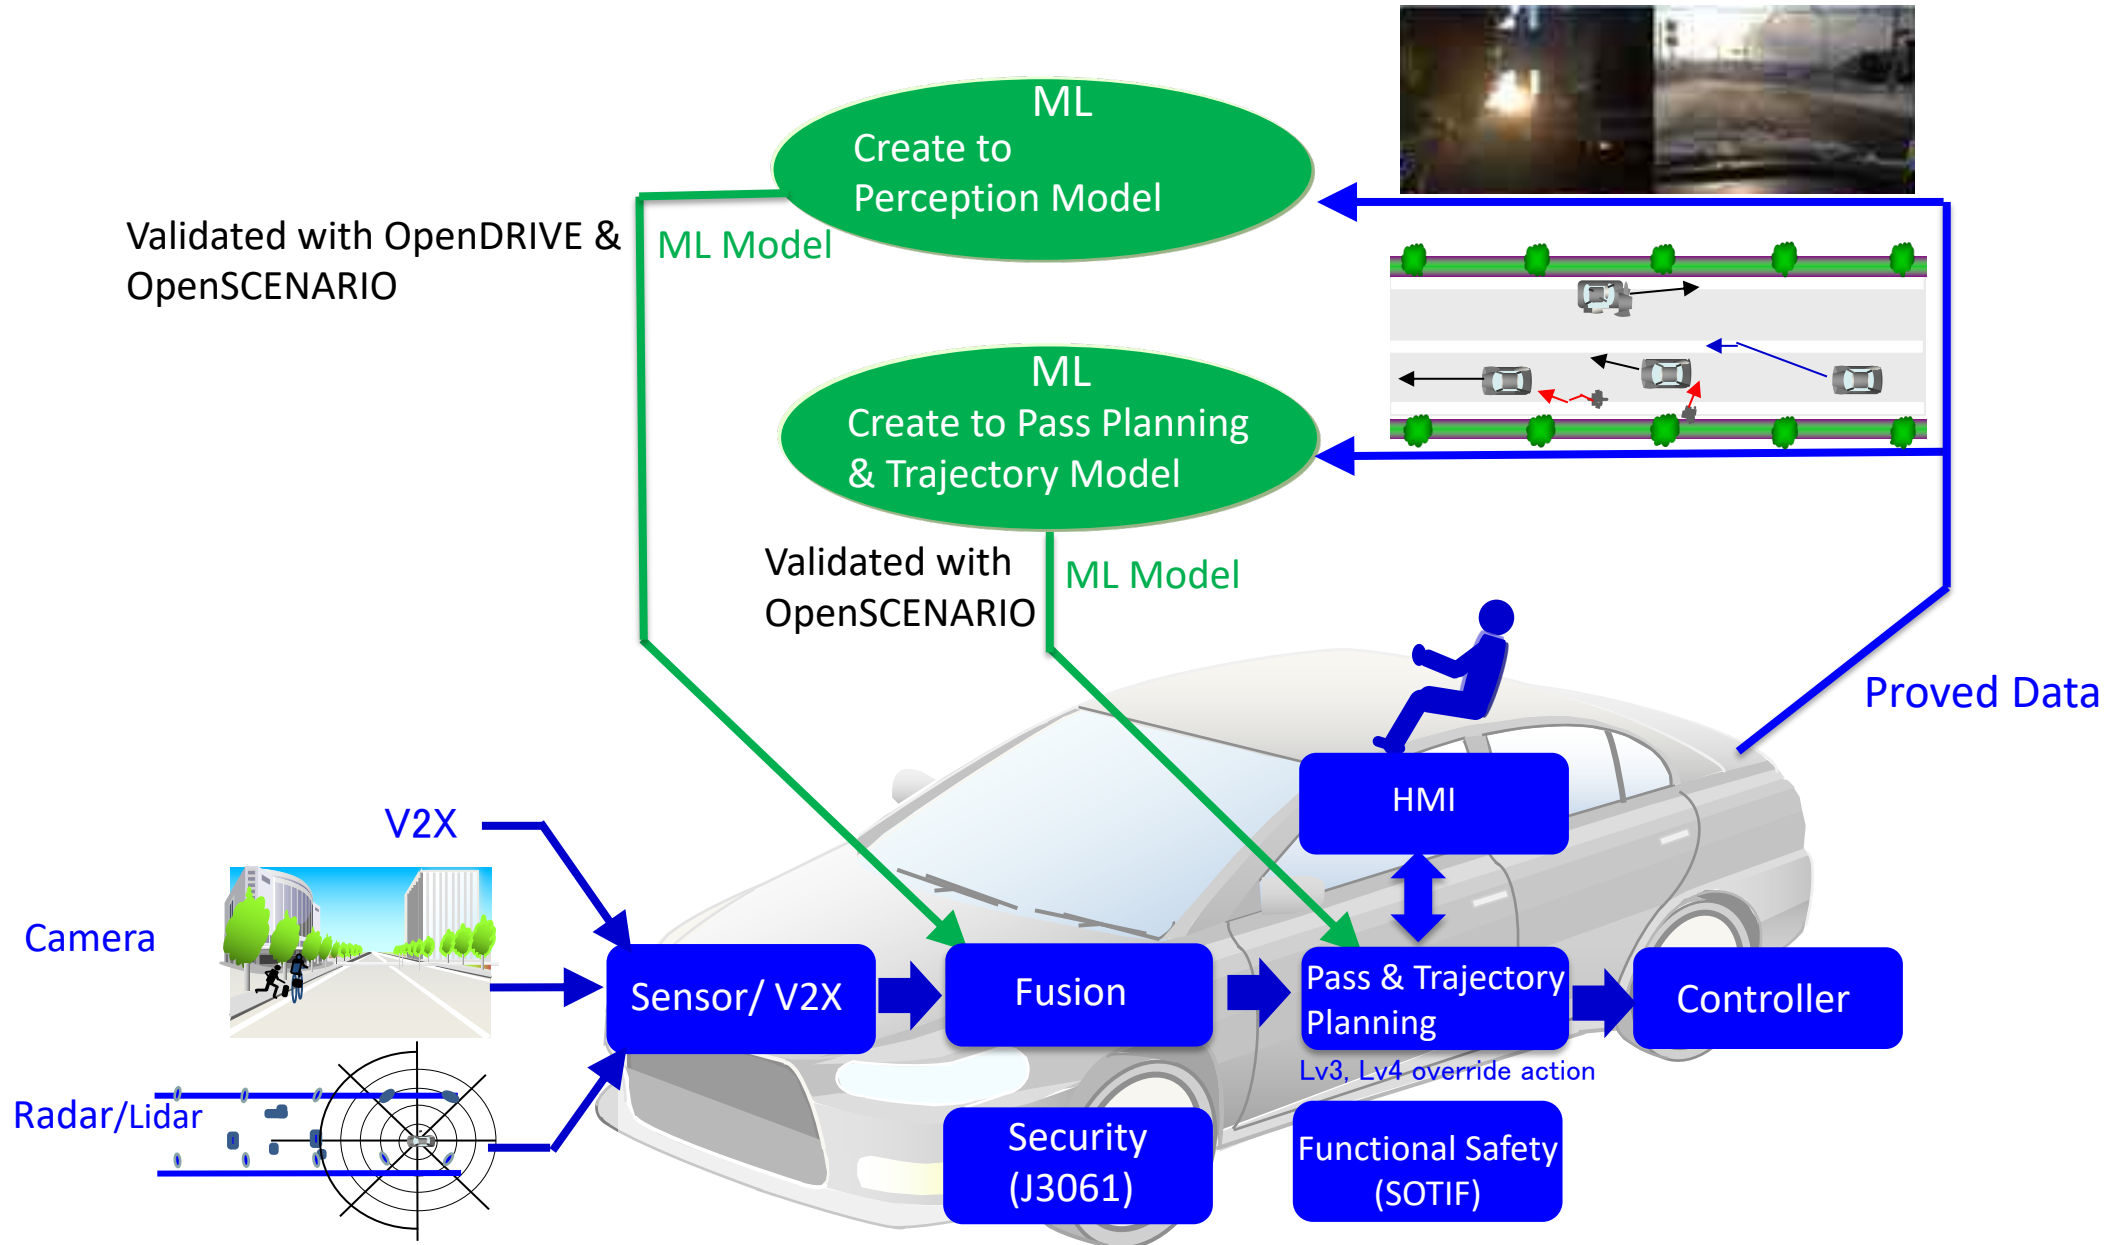 ML
Create to
Perception Model
Validated with OpenDRIVE &
OpenSCENARIO
ML Model
ML
Create to Pass Planning
& Trajectory Model
Validated with
OpenSCENARIO
ML Model
Proved Data
HMI
V2X
Camera
Sensor/ V2X
Fusion
Pass & Trajectory
Planning
Controller
Lv3, Lv4 override action
Radar/Lidar
Security
(J3061)
Functional Safety
(SOTIF)